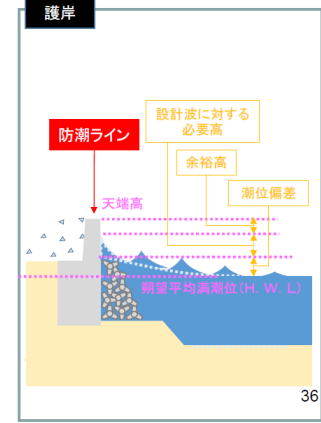 護岸
設計波に対する
必要高
防潮ライン
余裕高
潮位偏差
天端高
朔望平均満潮位(H. W. L)
36